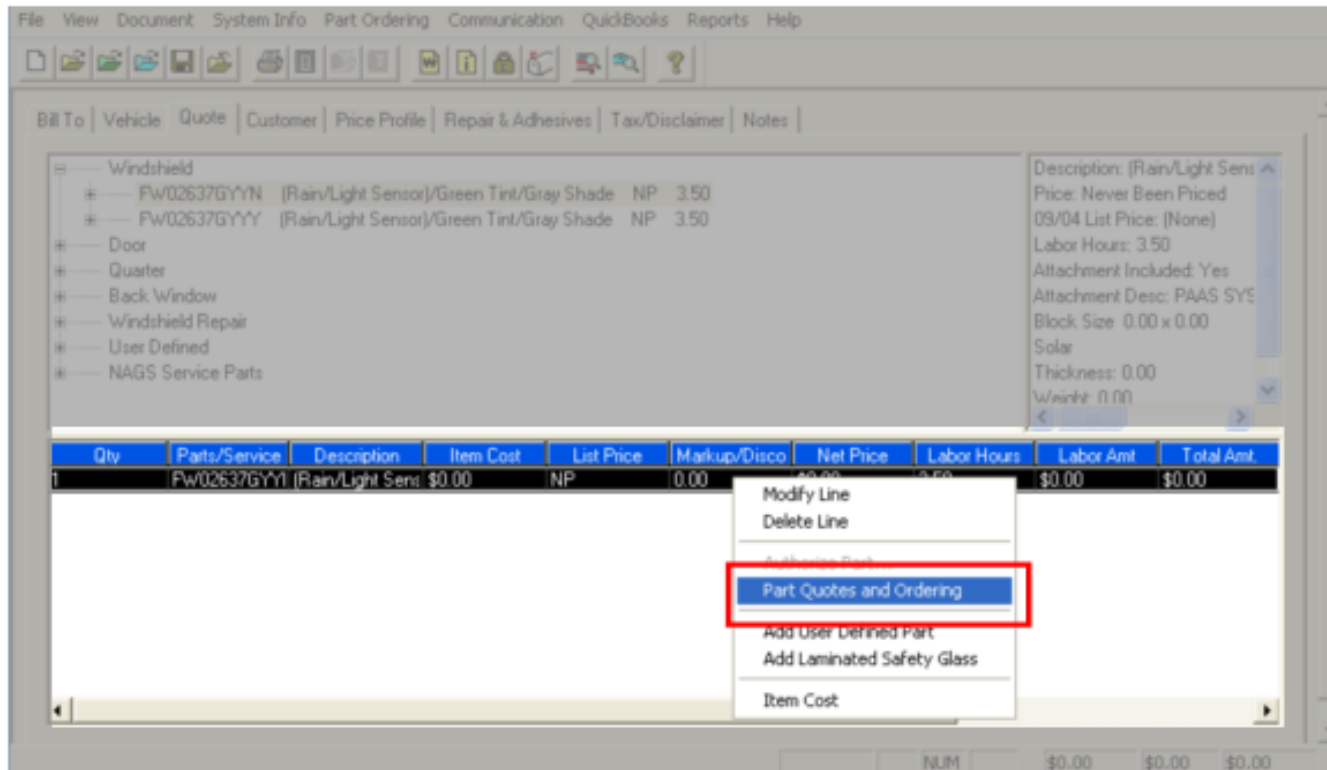 File View Document System Info Part Ordering Communication QuickBooks Reports Help
Bill To Vehicle Quote Customer Price Profile Repair & Adhesives Tax/Disclaimer Notes
Windshield
FW02637GYYN (Rain/Light Sensor)/Green Tint/Gray Shade NP 3.50
FW02637GYYY (Rain/Light Sensor)/Green Tint/Gray Shade NP 3.50
Door
Quarter
Back Window
Windshield Repair
User Defined
NAGS Service Parts
Description: (Rain/Light Sens
Price: Never Been Priced
09/04 List Price: (None)
Labor Hours: 3.50
Attachment Included: Yes
Attachment Desc: PAAS SYS
Block Size 0.00 x 0.00
Solar
Thickness: 0.00
Weight: 0.00
Qty Parts/Service Description Item Cost List Price Markup/Disco Net Price Labor Hours Labor Amt Total Amt.
1 (Rain/Light Sens $0.00 NP 0.00 $0.00 3.50 $0.00 $0.00
Modify Line
Delete Line
Authorize Part...
Part Quotes and Ordering
Add User Defined Part
Add Laminated Safety Glass
Item Cost
NUM $0.00 $0.00 $0.00